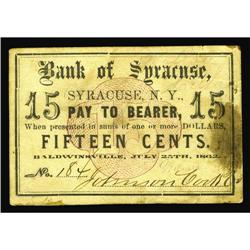 Bank of Syracuse,
SYRACUSE, N. Y.,
15 PAY TO BEARER, 15
When presented in sums of one or more DOLLARS,
FIFTEEN CENTS.
BALDWINSVILLE, JULY 25TH, 1862.
No. 184 Johnson